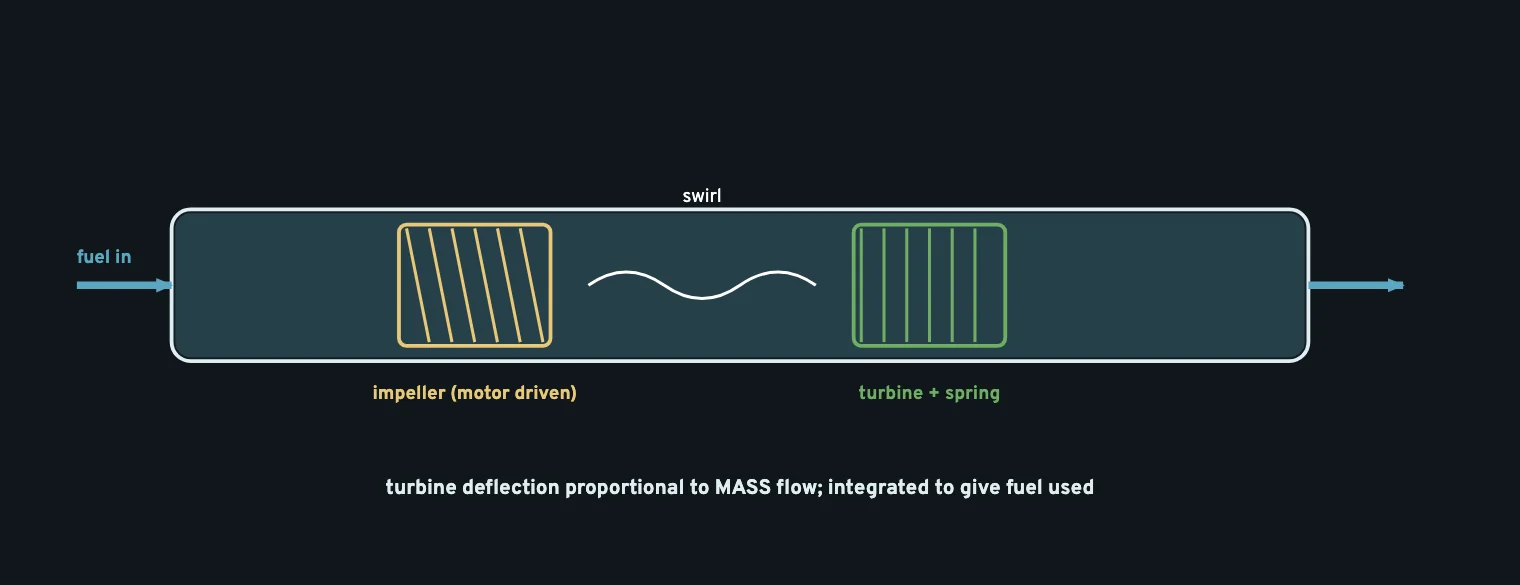 swirl
fuel in
impeller (motor driven)
turbine + spring
turbine deflection proportional to MASS flow; integrated to give fuel used